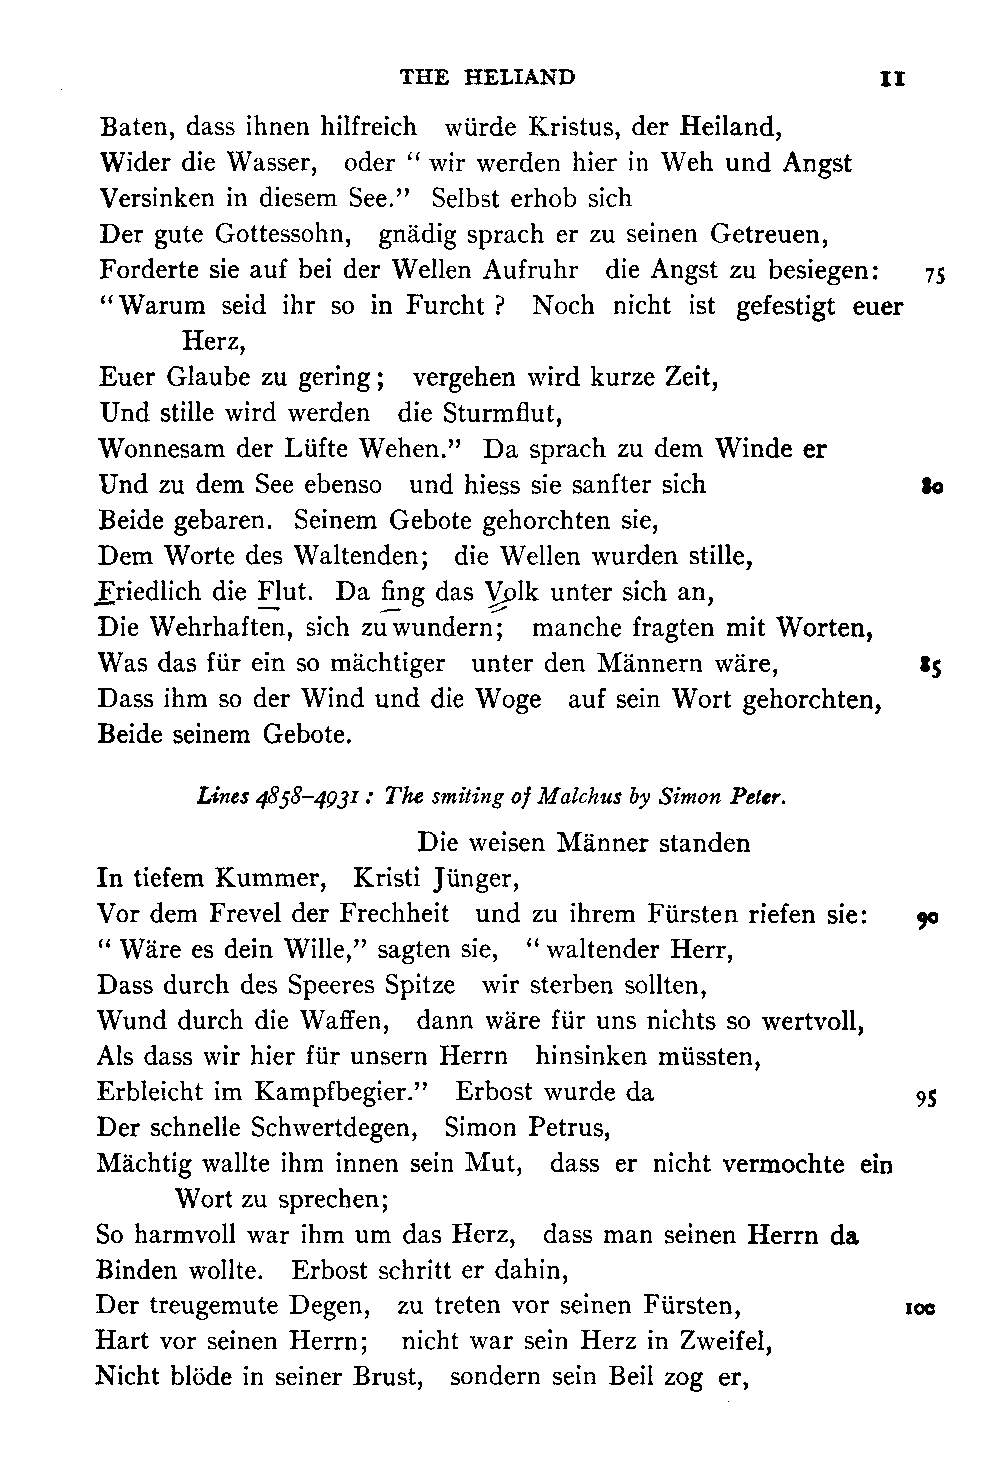 THE HELIAND 11
Baten, dass ihnen hilfreich würde Kristus, der Heiland,
Wider die Wasser, oder “ wir werden hier in Weh und Angst
Versinken in diesem See.” Selbst erhob sich
Der gute Gottessohn, gnädig sprach er zu seinen Getreuen,
Forderte sie auf bei der Wellen Aufruhr die Angst zu besiegen: 75
“Warum seid ihr so in Furcht ? Noch nicht ist gefestigt euer
Herz,
Euer Glaube zu gering ; vergehen wird kurze Zeit,
Und stille wird werden die Sturmflut,
Wonnesam der Lüfte Wehen.” Da sprach zu dem Winde er
Und zu dem See ebenso und hiess sie sanfter sich 80
Beide gebaren. Seinem Gebote gehorchten sie,
Dem Worte des Waltenden; die Wellen wurden stille,
Friedlich die Flut. Da fing das Volk unter sich an,
Die Wehrhaften, sich zu wundern; manche fragten mit Worten,
Was das für ein so mächtiger unter den Männern wäre, 85
Dass ihm so der Wind und die Woge auf sein Wort gehorchten,
Beide seinem Gebote.
Lines 4858–4931 : The smiting of Malchus by Simon Peter.
Die weisen Männer standen
In tiefem Kummer, Kristi Jünger,
Vor dem Frevel der Frechheit und zu ihrem Fürsten riefen sie: 90
“ Wäre es dein Wille,” sagten sie, “ waltender Herr,
Dass durch des Speeres Spitze wir sterben sollten,
Wund durch die Waffen, dann wäre für uns nichts so wertvoll,
Als dass wir hier für unsern Herrn hinsinken müssten,
Erbleicht im Kampfbegier.” Erbost wurde da 95
Der schnelle Schwertdegen, Simon Petrus,
Mächtig wallte ihm innen sein Mut, dass er nicht vermochte ein
Wort zu sprechen;
So harmvoll war ihm um das Herz, dass man seinen Herrn da
Binden wollte. Erbost schritt er dahin,
Der treugemute Degen, zu treten vor seinen Fürsten, 100
Hart vor seinen Herrn; nicht war sein Herz in Zweifel,
Nicht blöde in seiner Brust, sondern sein Beil zog er,